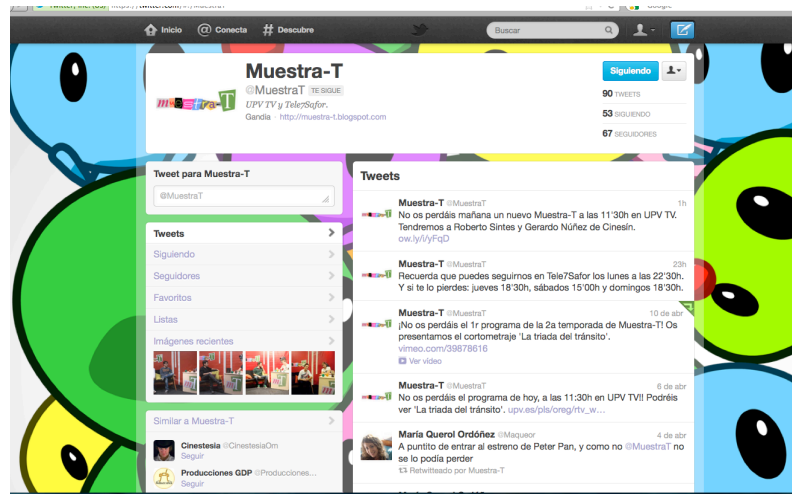 Inicio
Conecta
Descubre
Buscar
Muestra-T
@MuestraT TE SIGUE
UPV TV y Tele7Safor.
Gandia · http://muestra-t.blogspot.com
muestra-T
Siguiendo
90 TWEETS
53 SIGUIENDO
67 SEGUIDORES
Tweet para Muestra-T
@MuestraT
Tweets
Siguiendo
Seguidores
Favoritos
Listas
Imágenes recientes
Similar a Muestra-T
Cinestesia @CinestesiaOm
Seguir
Producciones GDP @Producciones...
Seguir
Tweets
Muestra-T @MuestraT 1h
No os perdáis mañana un nuevo Muestra-T a las 11'30h en UPV TV.
Tendremos a Roberto Sintes y Gerardo Núñez de Cinesín.
ow.ly/i/yFqD
Muestra-T @MuestraT 23h
Recuerda que puedes seguirnos en Tele7Safor los lunes a las 22'30h.
Y si te lo pierdes: jueves 18'30h, sábados 15'00h y domingos 18'30h.
Muestra-T @MuestraT 10 de abr
¡No os perdáis el 1r programa de la 2a temporada de Muestra-T! Os
presentamos el cortometraje 'La triada del tránsito'.
vimeo.com/39878616
Ver vídeo
Muestra-T @MuestraT 6 de abr
No os perdáis el programa de hoy, a las 11:30h en UPV TV!! Podréis
ver 'La triada del tránsito'. upv.es/pls/oreg/rtv_w...
María Querol Ordóñez @Maqueor 4 de abr
A puntito de entrar al estreno de Peter Pan, y como no @MuestraT no
se lo podía perder
Retwitteado por Muestra-T